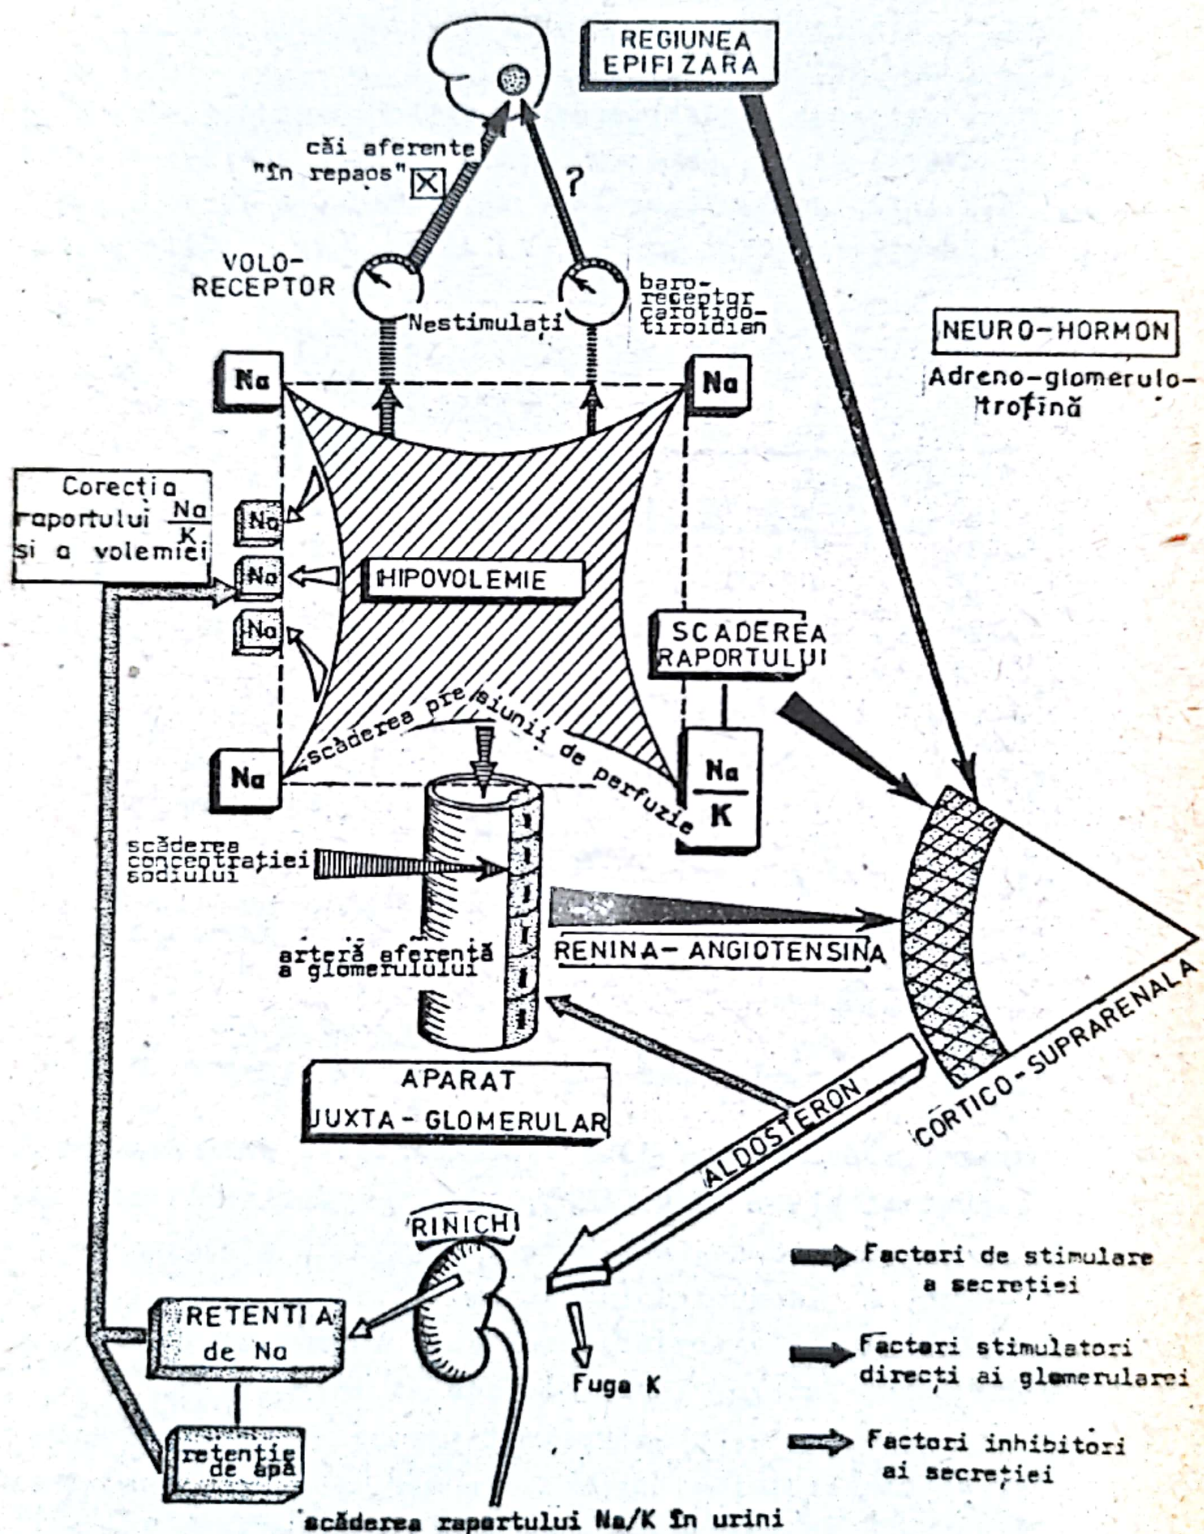 REGIUNEA
EPIFIZARA
căi aferente
"în repaos"
?
VOLO-
RECEPTOR
Nestimulați
baro-
receptor
carotido-
tiroidian
NEURO-HORMON
Adreno-glomerulo-
trofină
Na
Na
Corecția
raportului Na
K
și a volemiei
Na
Na
Na
HIPOVOLEMIE
SCADEREA
RAPORTULUI
Na
K
Na
scăderea presiunii de perfuzie
scăderea
concentrației
sodiului
arteră aferentă
a glomerulului
RENINA-ANGIOTENSINA
APARAT
JUXTA-GLOMERULAR
CORTICO-SUPRARENALA
ALDOSTERON
RINICHI
RETENTIA
de Na
retenție
de apă
Fuga K
Factori de stimulare
a secreției
Factori stimulatori
direcți ai glomerularei
Factori inhibitori
ai secreției
scăderea raportului Na/K în urini